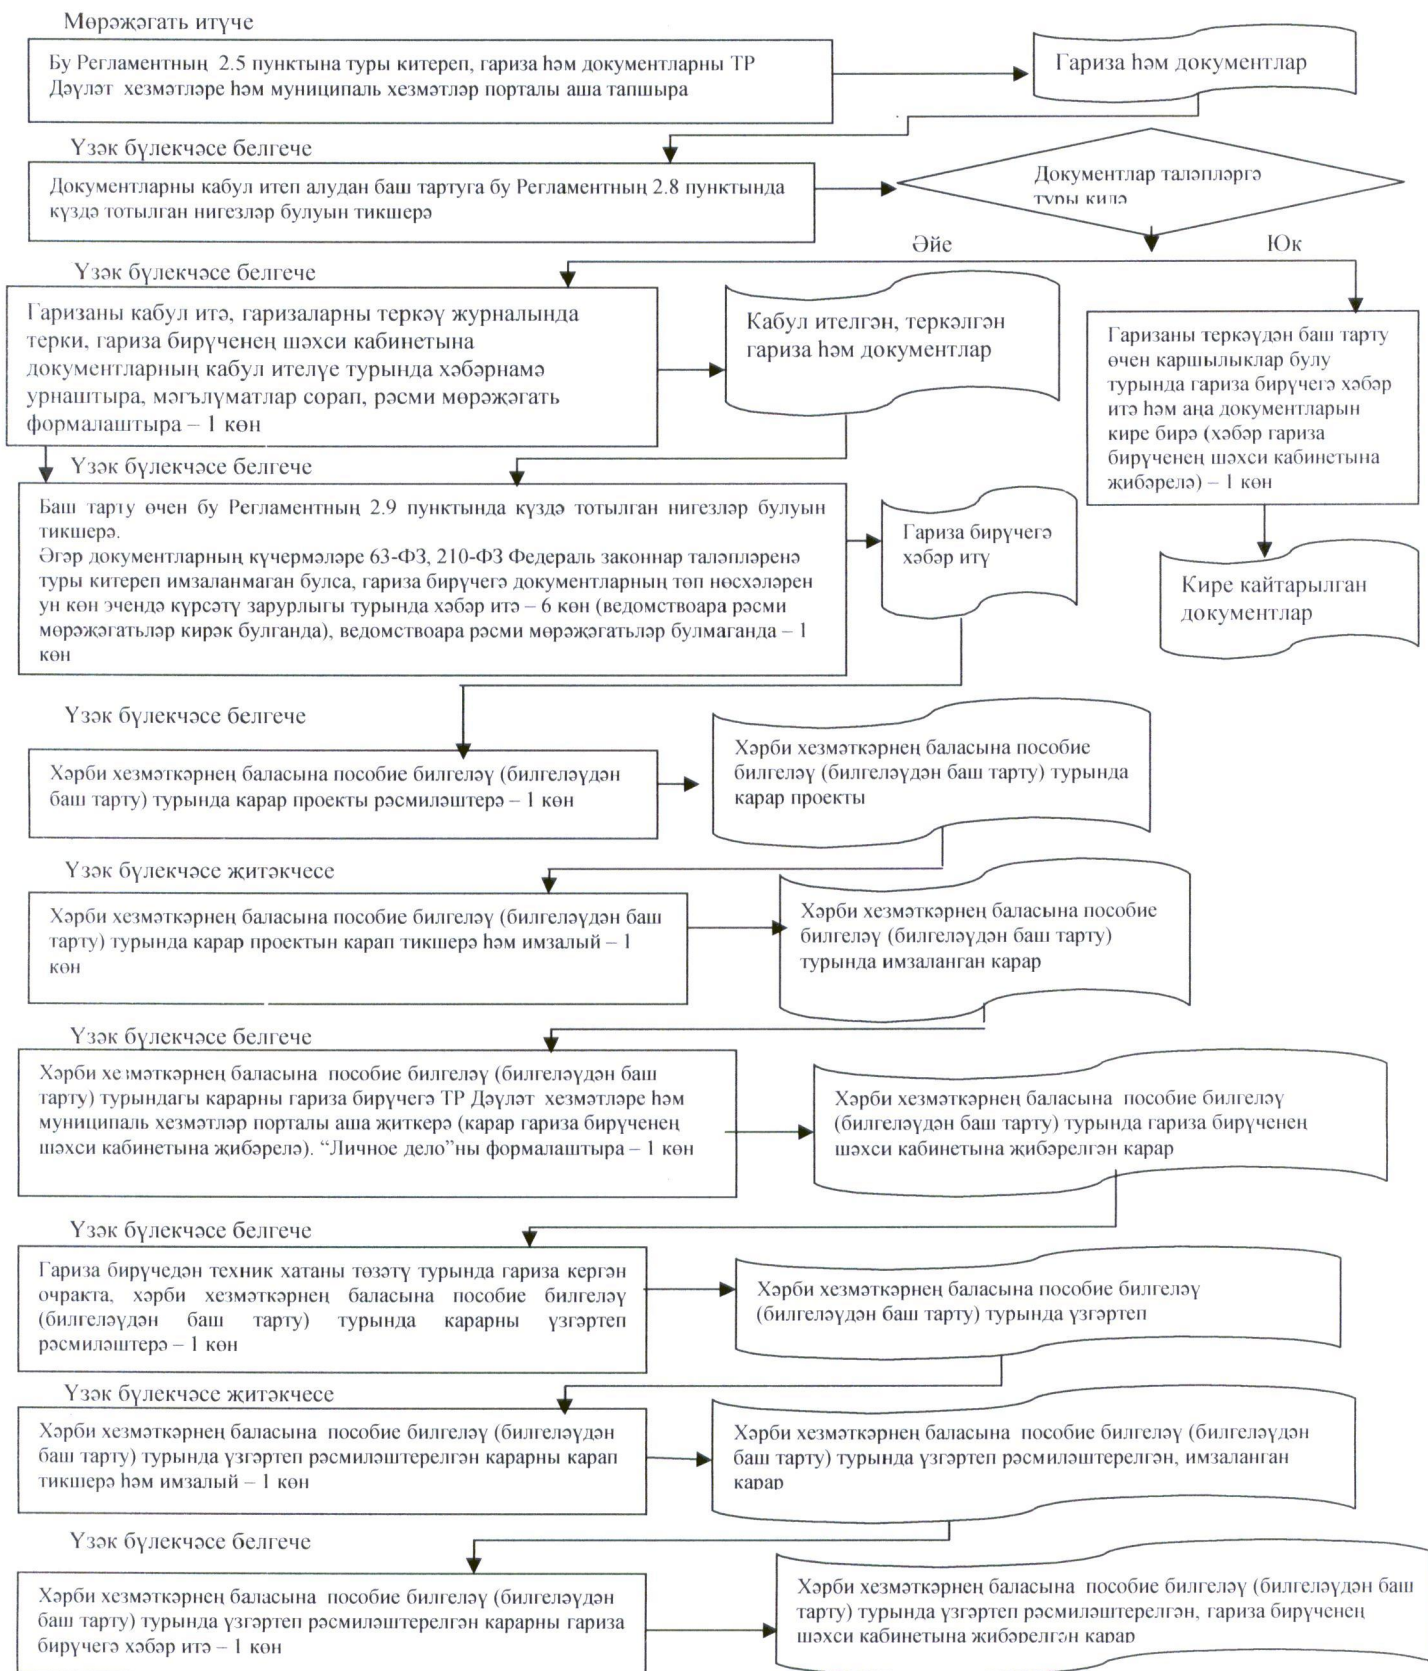 Мөрәҗәгать итүче
Бу Регламентның 2.5 пунктына туры китереп, гариза һәм документларны ТР
Дәүләт хезмәтләре һәм муниципаль хезмәтләр порталы аша тапшыра
Гариза һәм документлар
Үзәк бүлекчәсе белгече
Документларны кабул итеп алудан баш тартуга бу Регламентның 2.8 пунктында
күздә тотылган нигезләр булуын тикшерә
Документлар таләпләргә
туры килә
Әйе
Юк
Үзәк бүлекчәсе белгече
Гаризаны кабул итә, гаризаларны теркәү журналында
терки, гариза бирүченең шәхси кабинетына
документларның кабул ителүе турында хәбәрнамә
урнаштыра, мәгълүматлар сорап, рәсми мөрәҗәгать
формалаштыра – 1 көн
Кабул ителгән, теркәлгән
гариза һәм документлар
Гаризаны теркәүдән баш тарту
өчен каршылыклар булу
турында гариза бирүчегә хәбәр
итә һәм аңа документларын
кире бирә (хәбәр гариза
бирүченең шәхси кабинетына
җибәрелә) – 1 көн
Үзәк бүлекчәсе белгече
Баш тарту өчен бу Регламентның 2.9 пунктында күздә тотылган нигезләр булуын
тикшерә.
Әгәр документларның күчермәләре 63-ФЗ, 210-ФЗ Федераль законнар таләпләренә
туры китереп имзаланмаган булса, гариза бирүчегә документларның төп нөсхәләрен
ун көн эчендә күрсәтү зарурлыгы турында хәбәр итә – 6 көн (ведомствоара рәсми
мөрәҗәгатьләр кирәк булганда), ведомствоара рәсми мөрәҗәгатьләр булмаганда – 1
көн
Гариза бирүчегә
хәбәр итү
Кире кайтарылган
документлар
Үзәк бүлекчәсе белгече
Хәрби хезмәткәрнең баласына пособие билгеләү (билгеләүдән
баш тарту) турында карар проекты рәсмиләштерә – 1 көн
Хәрби хезмәткәрнең баласына пособие
билгеләү (билгеләүдән баш тарту) турында
карар проекты
Үзәк бүлекчәсе җитәкчесе
Хәрби хезмәткәрнең баласына пособие билгеләү (билгеләүдән баш
тарту) турында карар проектын карап тикшерә һәм имзалый – 1
көн
Хәрби хезмәткәрнең баласына пособие
билгеләү (билгеләүдән баш тарту)
турында имзаланган карар
Үзәк бүлекчәсе белгече
Хәрби хезмәткәрнең баласына пособие билгеләү (билгеләүдән баш
тарту) турындагы карарны гариза бирүчегә ТР Дәүләт хезмәтләре һәм
муниципаль хезмәтләр порталы аша җиткерә (карар гариза бирүченең
шәхси кабинетына җибәрелә). “Личное дело”ны формалаштыра – 1 көн
Хәрби хезмәткәрнең баласына пособие билгеләү
(билгеләүдән баш тарту) турында гариза бирүченең
шәхси кабинетына җибәрелгән карар
Үзәк бүлекчәсе белгече
Гариза бирүчедән техник хатаны төзәтү турында гариза кергән
очракта, хәрби хезмәткәрнең баласына пособие билгеләү
(билгеләүдән баш тарту) турында карарны үзгәртеп
рәсмиләштерә – 1 көн
Хәрби хезмәткәрнең баласына пособие билгеләү
(билгеләүдән баш тарту) турында үзгәртеп
Үзәк бүлекчәсе җитәкчесе
Хәрби хезмәткәрнең баласына пособие билгеләү (билгеләүдән
баш тарту) турында үзгәртеп рәсмиләштерелгән карарны карап
тикшерә һәм имзалый – 1 көн
Хәрби хезмәткәрнең баласына пособие билгеләү (билгеләүдән
баш тарту) турында үзгәртеп рәсмиләштерелгән, имзаланган
карар
Үзәк бүлекчәсе белгече
Хәрби хезмәткәрнең баласына пособие билгеләү (билгеләүдән
баш тарту) турында үзгәртеп рәсмиләштерелгән карарны гариза
бирүчегә хәбәр итә – 1 көн
Хәрби хезмәткәрнең баласына пособие билгеләү (билгеләүдән баш
тарту) турында үзгәртеп рәсмиләштерелгән, гариза бирүченең
шәхси кабинетына җибәрелгән карар